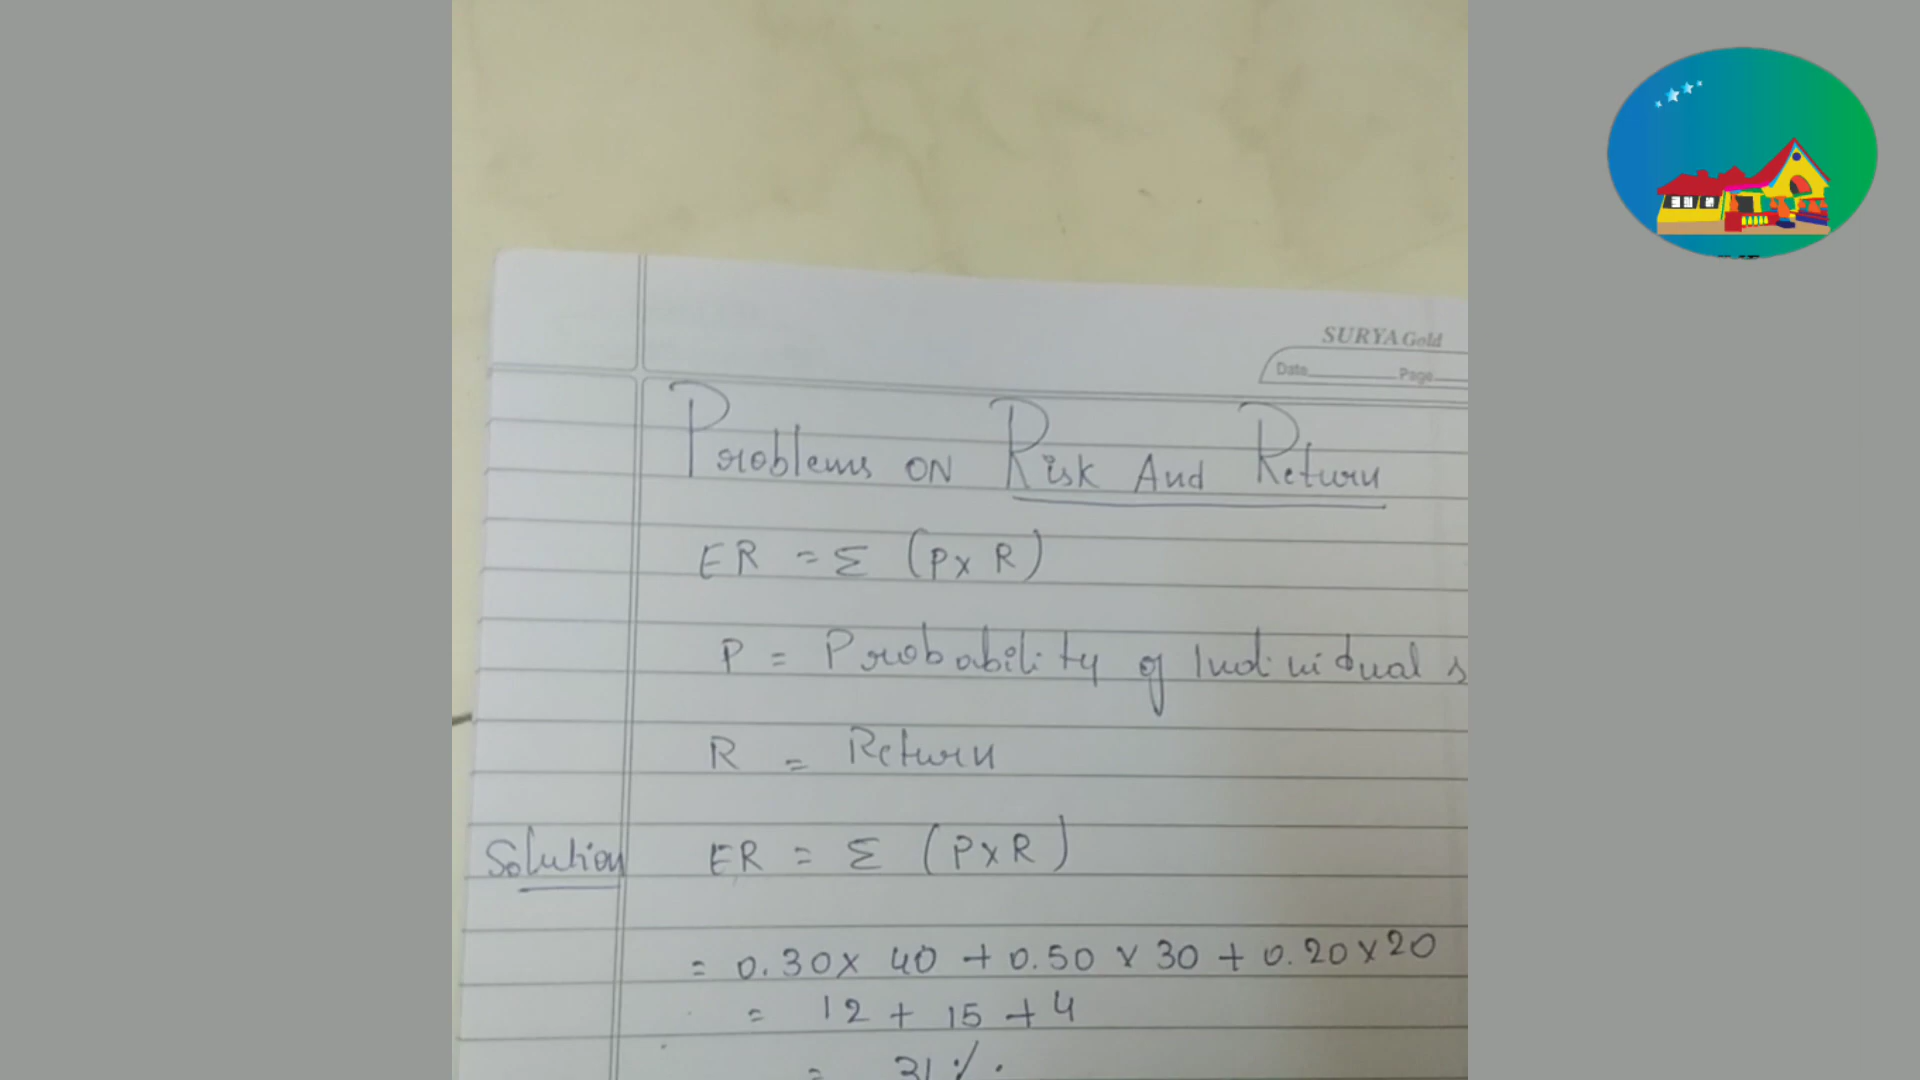 SURYA Gold
Date Page
Problems ON Risk And Return
ER = Σ (P x R)
P = Probability of Individual s
R = Return
Solution ER = Σ (P x R)
= 0.30 x 40 + 0.50 x 30 + 0.20 x 20
= 12 + 15 + 4
= 31%.